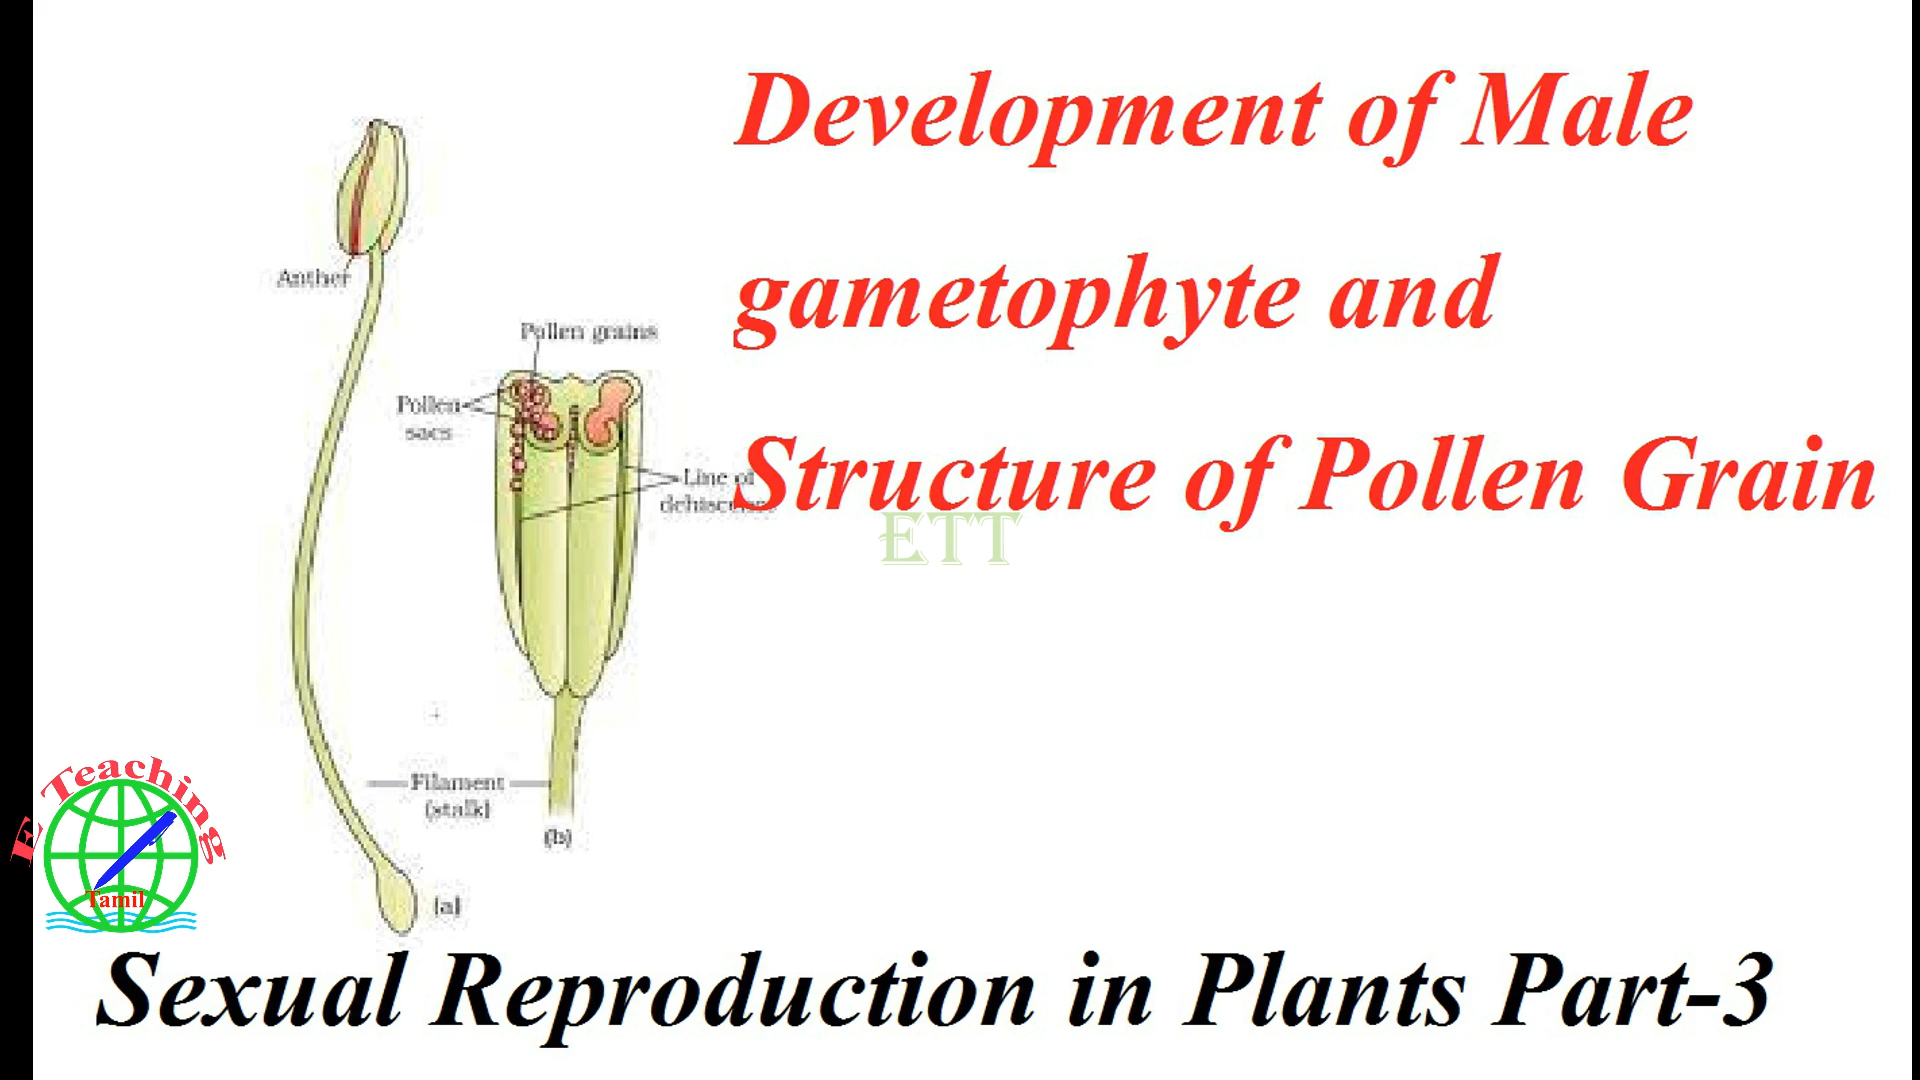 Development of Male
gametophyte and
Structure of Pollen Grain
Anther
Pollen grains
Pollen
sacs
Line of
ETT
Filament
(stalk)
(b)
(a)
E Teaching
Tamil
Sexual Reproduction in Plants Part-3